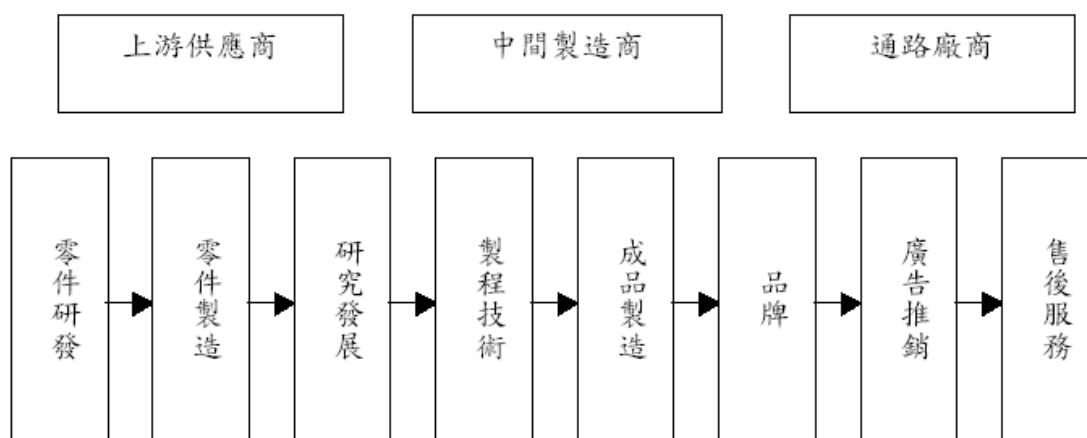 上游供應商
中間製造商
通路廠商
零件研發
零件製造
研究發展
製程技術
成品製造
品牌
廣告推銷
售後服務